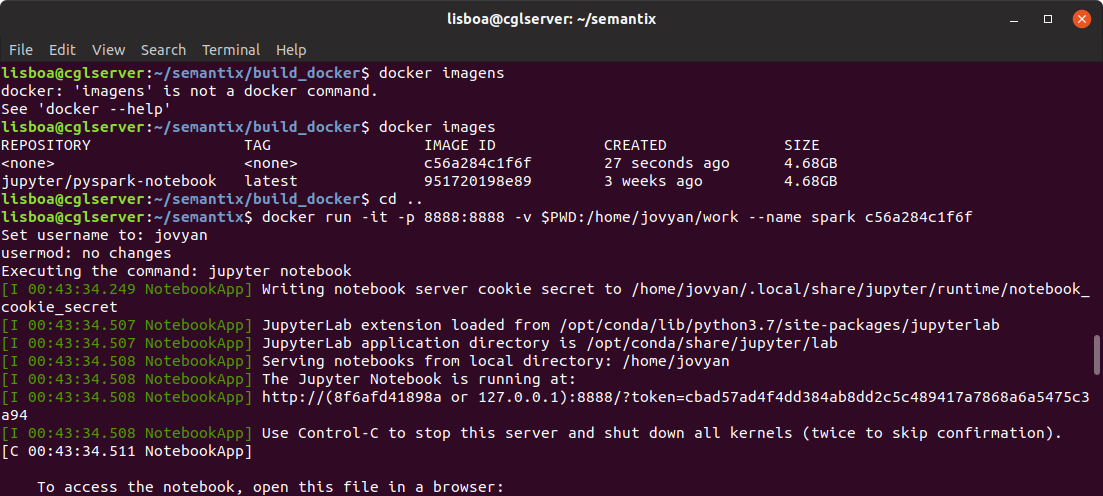 lisboa@cglserver: ~/semantix
File Edit View Search Terminal Help
lisboa@cglserver:~/semantix/build_docker$ docker imagens
docker: 'imagens' is not a docker command.
See 'docker --help'
lisboa@cglserver:~/semantix/build_docker$ docker images
REPOSITORY TAG IMAGE ID CREATED SIZE
<none> <none> c56a284c1f6f 27 seconds ago 4.68GB
jupyter/pyspark-notebook latest 951720198e89 3 weeks ago 4.68GB
lisboa@cglserver:~/semantix/build_docker$ cd ..
lisboa@cglserver:~/semantix$ docker run -it -p 8888:8888 -v $PWD:/home/jovyan/work --name spark c56a284c1f6f
Set username to: jovyan
usermod: no changes
Executing the command: jupyter notebook
[I 00:43:34.249 NotebookApp] Writing notebook server cookie secret to /home/jovyan/.local/share/jupyter/runtime/notebook_
cookie_secret
[I 00:43:34.507 NotebookApp] JupyterLab extension loaded from /opt/conda/lib/python3.7/site-packages/jupyterlab
[I 00:43:34.507 NotebookApp] JupyterLab application directory is /opt/conda/share/jupyter/lab
[I 00:43:34.508 NotebookApp] Serving notebooks from local directory: /home/jovyan
[I 00:43:34.508 NotebookApp] The Jupyter Notebook is running at:
[I 00:43:34.508 NotebookApp] http://(8f6afd41898a or 127.0.0.1):8888/?token=cbad57ad4f4dd384ab8dd2c5c489417a7868a6a5475c3
a94
[I 00:43:34.508 NotebookApp] Use Control-C to stop this server and shut down all kernels (twice to skip confirmation).
[C 00:43:34.511 NotebookApp]
To access the notebook, open this file in a browser: